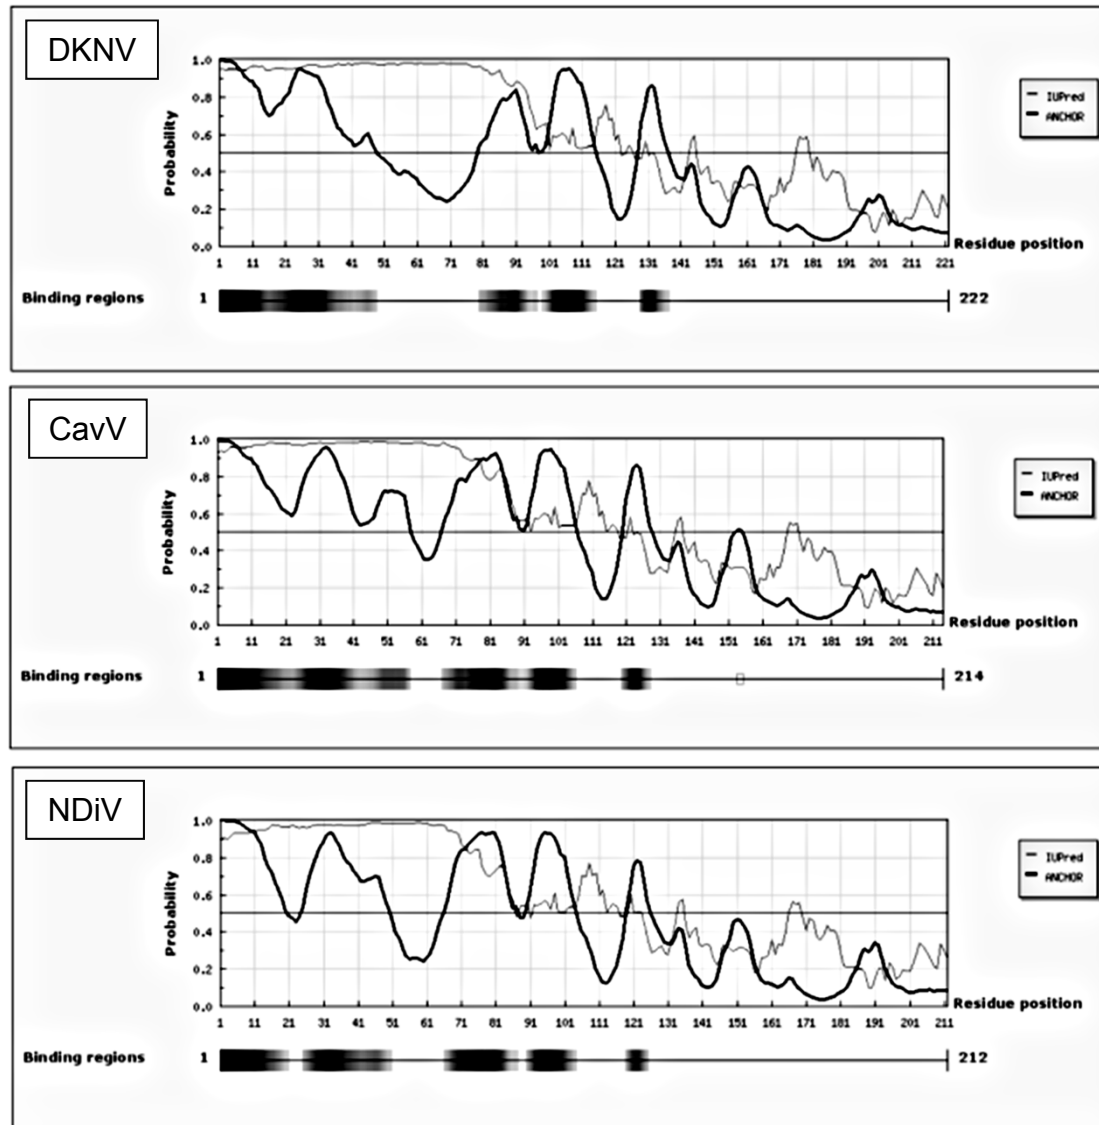 DKNV
1.0
0.8
0.6
0.4
0.2
0.0
Probability
IUPred
ANCHOR
1 11 21 31 41 51 61 71 81 91 101 111 121 131 141 151 161 171 181 191 201 211 221
Residue position
Binding regions 1 222
CavV
1.0
0.8
0.6
0.4
0.2
0.0
Probability
IUPred
ANCHOR
1 11 21 31 41 51 61 71 81 91 101 111 121 131 141 151 161 171 181 191 201 211
Residue position
Binding regions 1 214
NDiV
1.0
0.8
0.6
0.4
0.2
0.0
Probability
IUPred
ANCHOR
1 11 21 31 41 51 61 71 81 91 101 111 121 131 141 151 161 171 181 191 201 211
Residue position
Binding regions 1 212